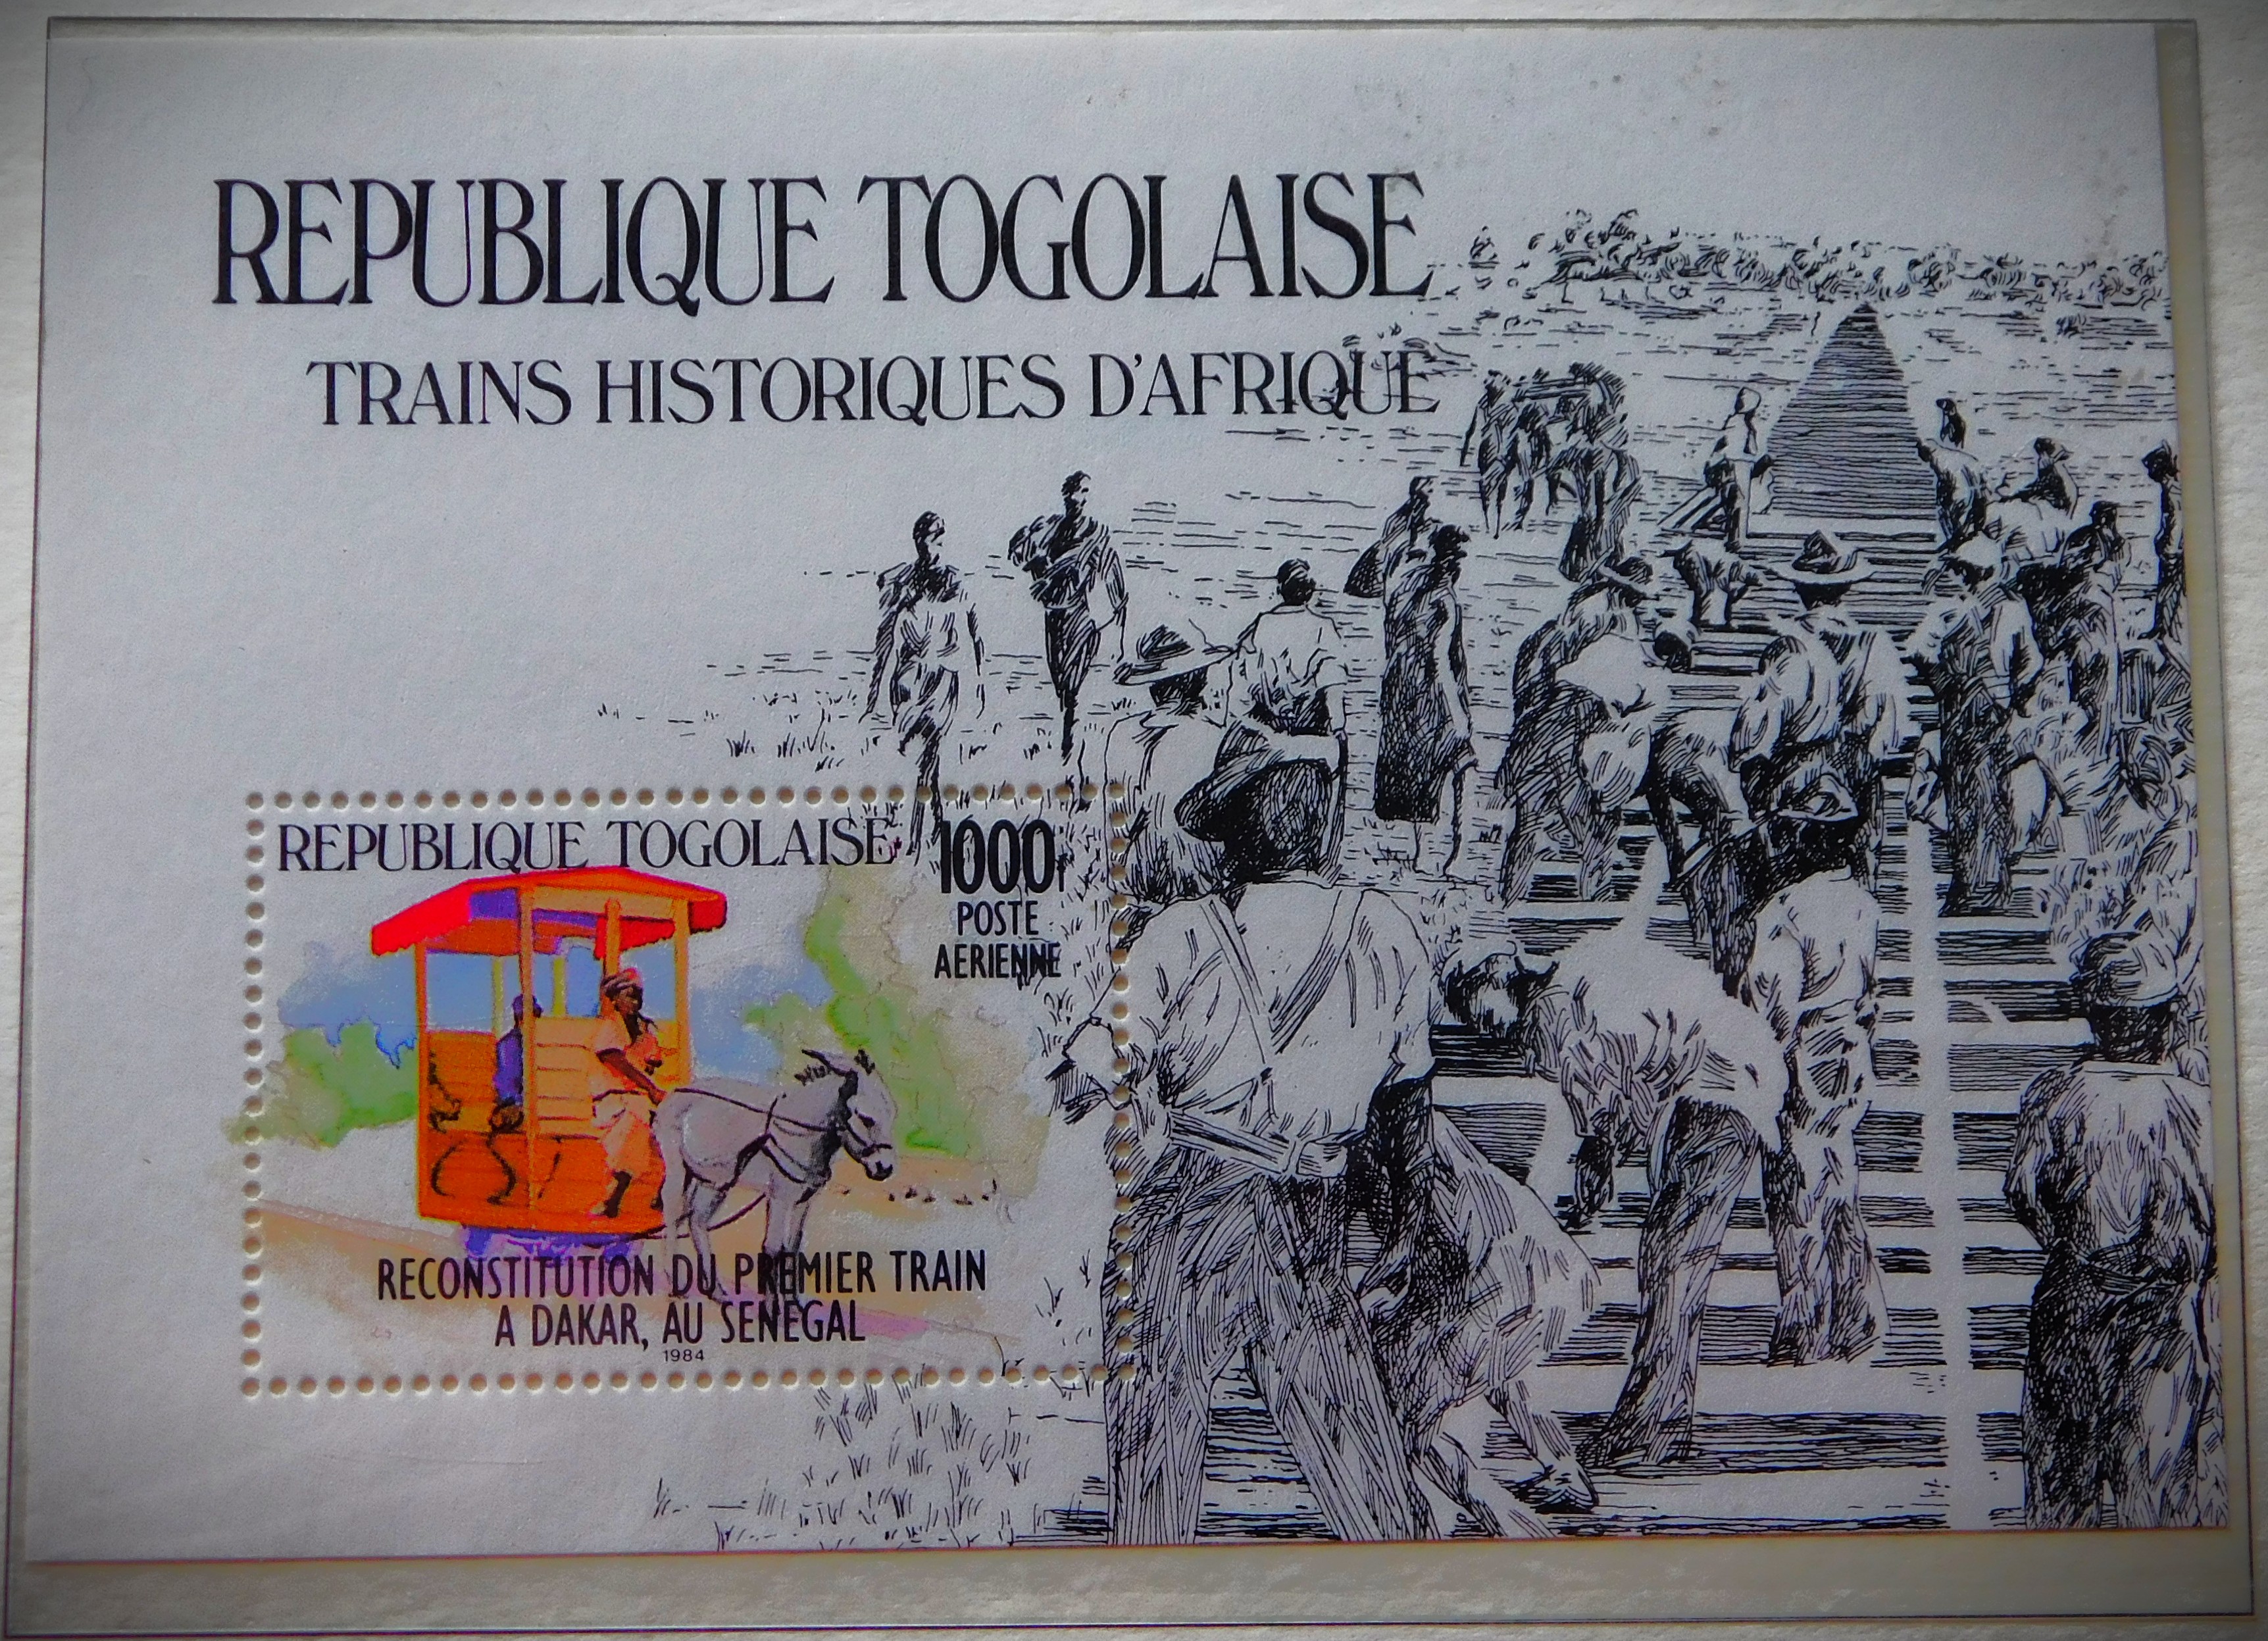 REPUBLIQUE TOGOLAISE
TRAINS HISTORIQUES D'AFRIQUE
REPUBLIQUE TOGOLAISE 1000f
POSTE
AERIENNE
RECONSTITUTION DU PREMIER TRAIN
A DAKAR, AU SENEGAL
1984